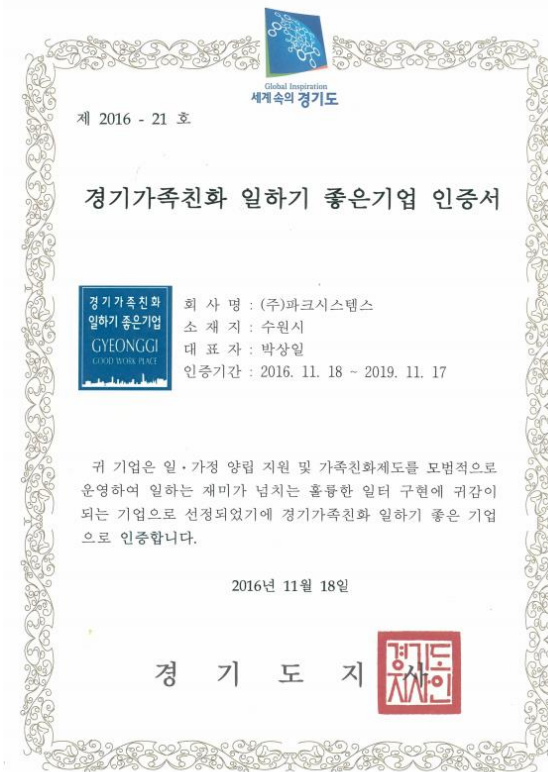 Global Inspiration
세계 속의 경기도
제 2016 - 21 호
경기가족친화 일하기 좋은기업 인증서
경기가족친화
일하기 좋은기업
GYEONGGI
GOOD WORK PLACE
회 사 명 : (주)파크시스템스
소 재 지 : 수원시
대 표 자 : 박상일
인증기간 : 2016. 11. 18 ~ 2019. 11. 17
귀 기업은 일·가정 양립 지원 및 가족친화제도를 모범적으로
운영하여 일하는 재미가 넘치는 훌륭한 일터 구현에 귀감이
되는 기업으로 선정되었기에 경기가족친화 일하기 좋은 기업
으로 인증합니다.
2016년 11월 18일
경 기 도 지 사
경기도
지사인